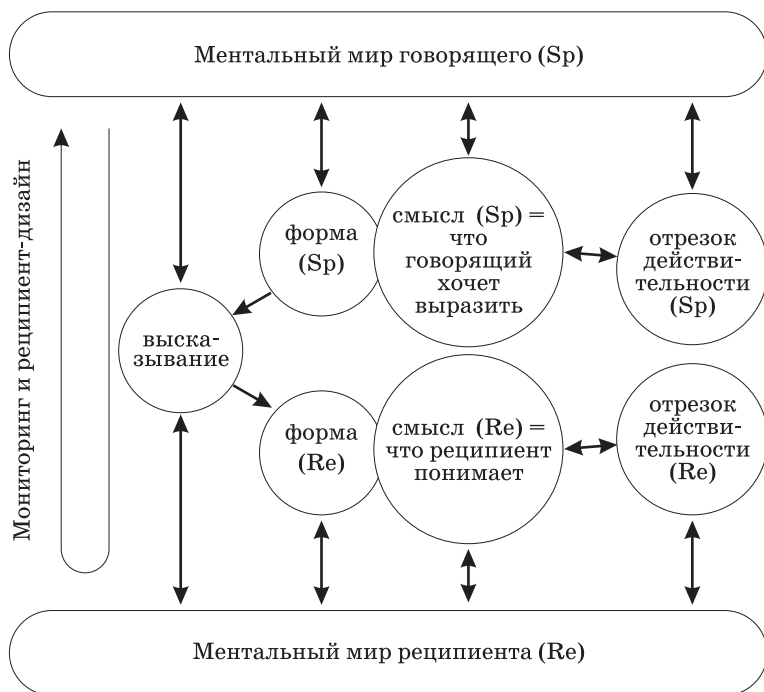 Ментальный мир говорящего (Sp)
Мониторинг и реципиент-дизайн
форма
(Sp)
смысл (Sp) =
что
говорящий
хочет
выразить
отрезок
действи-
тельности
(Sp)
выска-
зывание
форма
(Re)
смысл (Re) =
что реципиент
понимает
отрезок
действи-
тельности
(Re)
Ментальный мир реципиента (Re)